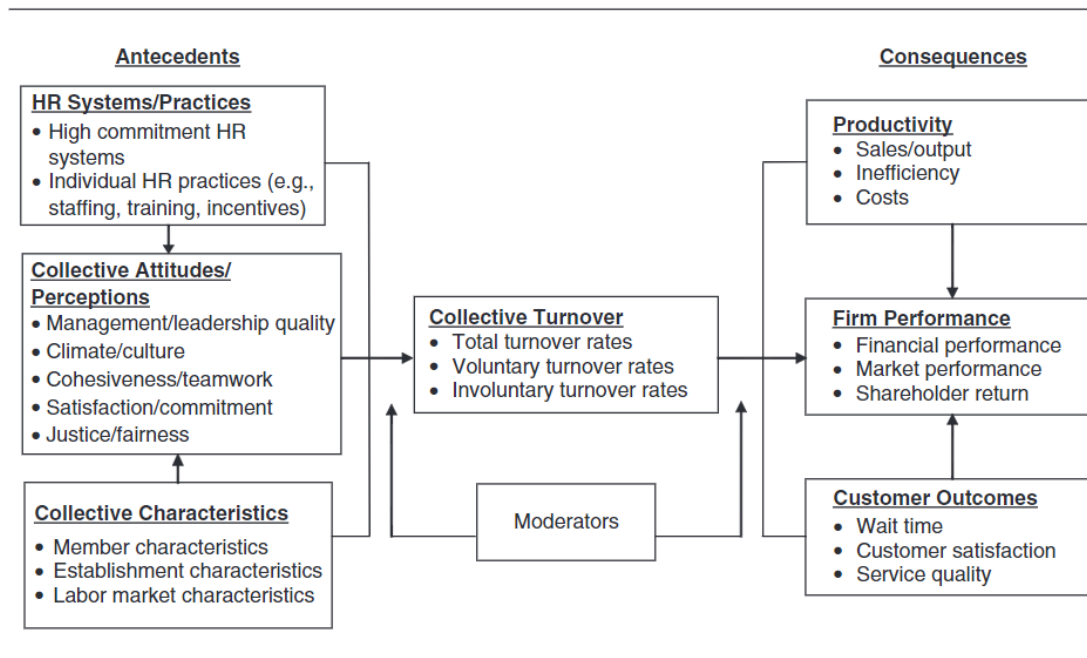 Antecedents
HR Systems/Practices
• High commitment HR
systems
• Individual HR practices (e.g.,
staffing, training, incentives)
Collective Attitudes/
Perceptions
• Management/leadership quality
• Climate/culture
• Cohesiveness/teamwork
• Satisfaction/commitment
• Justice/fairness
Collective Characteristics
• Member characteristics
• Establishment characteristics
• Labor market characteristics
Collective Turnover
• Total turnover rates
• Voluntary turnover rates
• Involuntary turnover rates
Moderators
Consequences
Productivity
• Sales/output
• Inefficiency
• Costs
Firm Performance
• Financial performance
• Market performance
• Shareholder return
Customer Outcomes
• Wait time
• Customer satisfaction
• Service quality